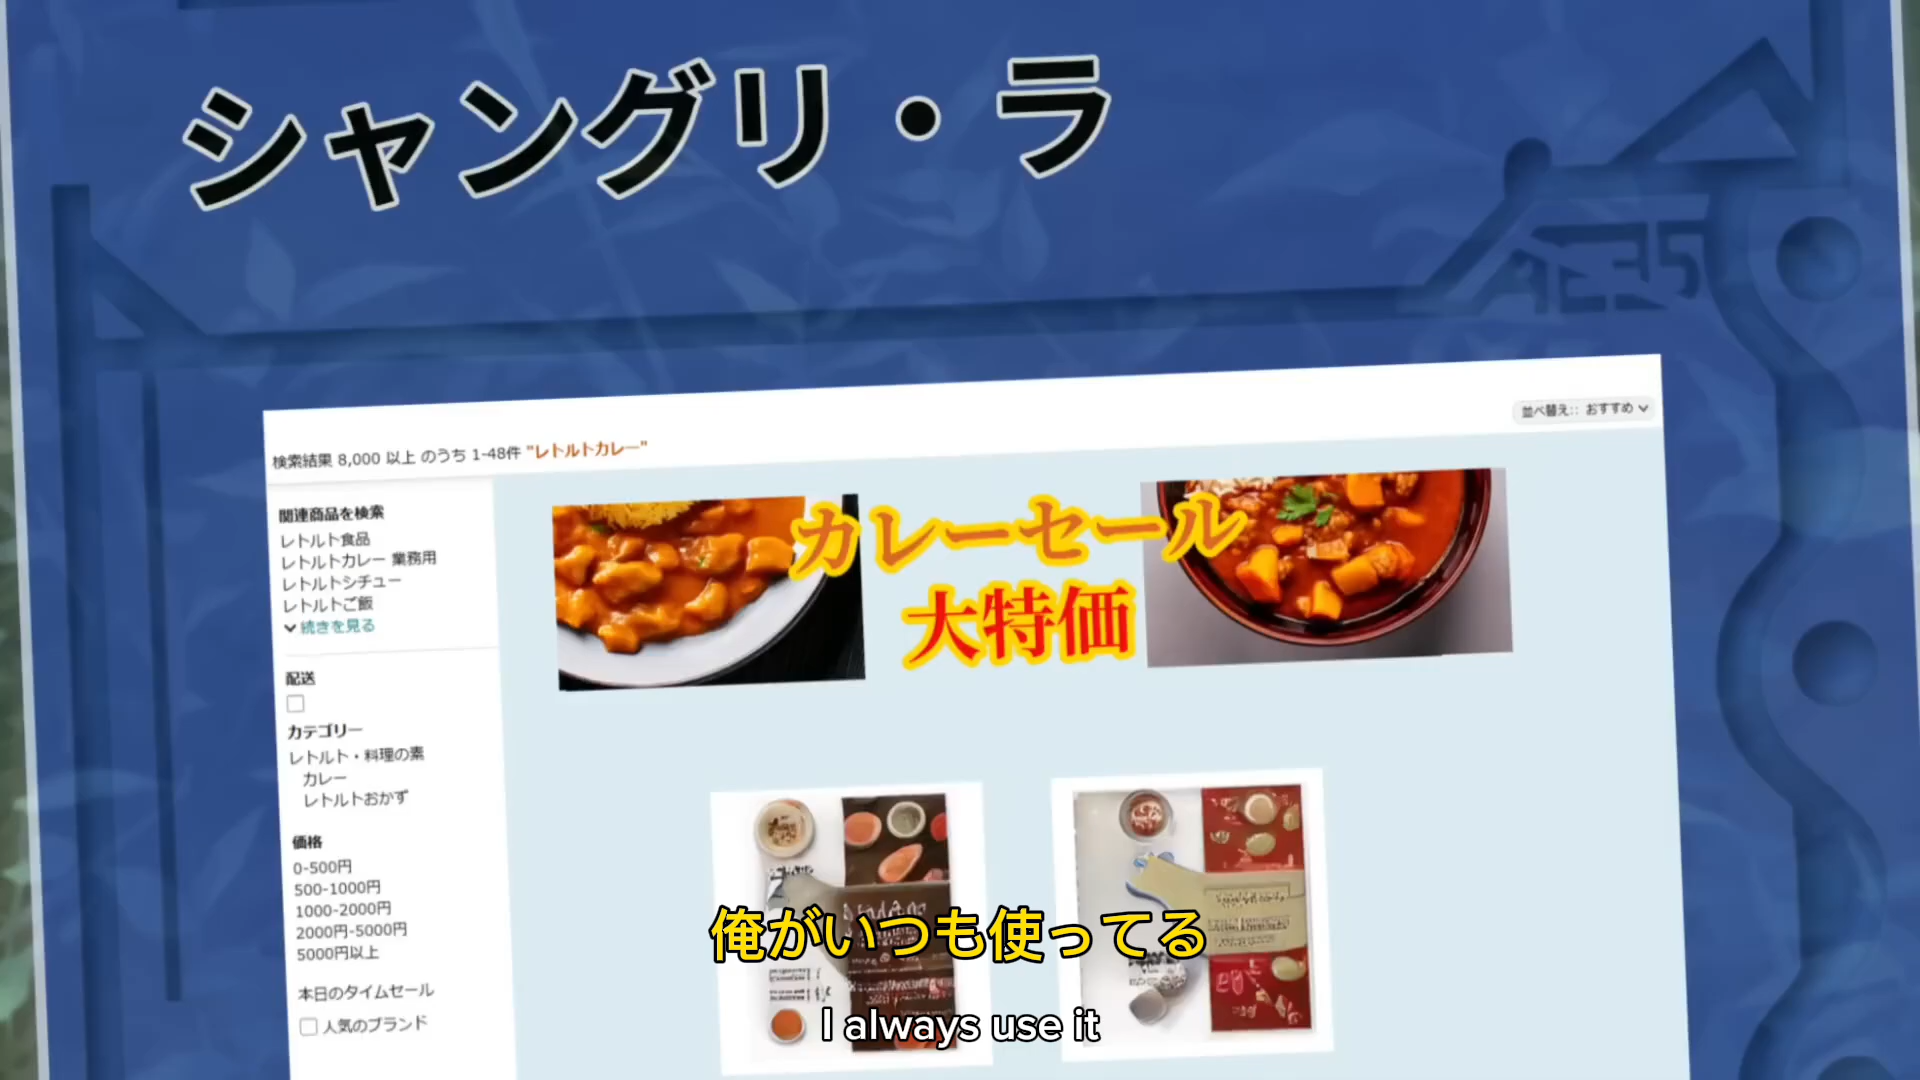 シャングリ・ラ
並べ替え:: おすすめ
検索結果 8,000 以上 のうち 1-48件 "レトルトカレー"
関連商品を検索
レトルト食品
レトルトカレー 業務用
レトルトシチュー
レトルトご飯
続きを見る
配送
カテゴリー
レトルト・料理の素
カレー
レトルトおかず
価格
0-500円
500-1000円
1000-2000円
2000円-5000円
5000円以上
本日のタイムセール
人気のブランド
カレーセール
大特価
俺がいつも使ってる
I always use it